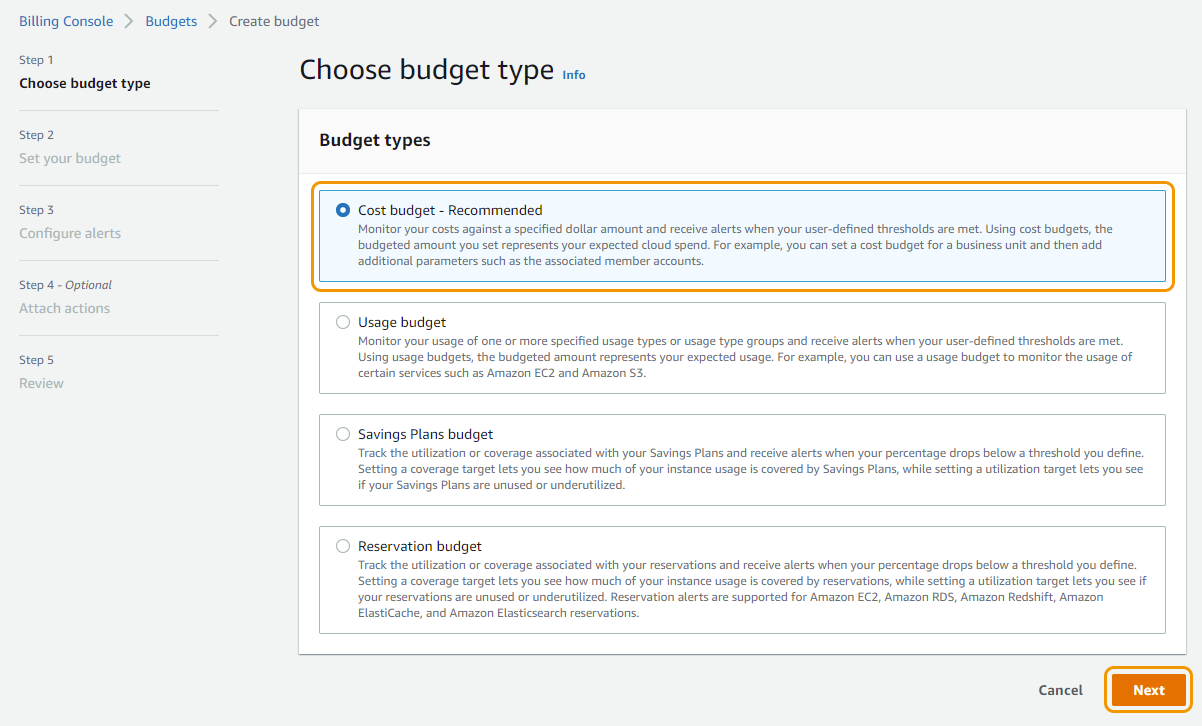 Billing Console > Budgets > Create budget
Step 1
Choose budget type
Step 2
Set your budget
Step 3
Configure alerts
Step 4 - Optional
Attach actions
Step 5
Review
Choose budget type Info
Budget types
Cost budget - Recommended
Monitor your costs against a specified dollar amount and receive alerts when your user-defined thresholds are met. Using cost budgets, the
budgeted amount you set represents your expected cloud spend. For example, you can set a cost budget for a business unit and then add
additional parameters such as the associated member accounts.
Usage budget
Monitor your usage of one or more specified usage types or usage type groups and receive alerts when your user-defined thresholds are met.
Using usage budgets, the budgeted amount represents your expected usage. For example, you can use a usage budget to monitor the usage of
certain services such as Amazon EC2 and Amazon S3.
Savings Plans budget
Track the utilization or coverage associated with your Savings Plans and receive alerts when your percentage drops below a threshold you define.
Setting a coverage target lets you see how much of your instance usage is covered by Savings Plans, while setting a utilization target lets you see
if your Savings Plans are unused or underutilized.
Reservation budget
Track the utilization or coverage associated with your reservations and receive alerts when your percentage drops below a threshold you define.
Setting a coverage target lets you see how much of your instance usage is covered by reservations, while setting a utilization target lets you see if
your reservations are unused or underutilized. Reservation alerts are supported for Amazon EC2, Amazon RDS, Amazon Redshift, Amazon
ElastiCache, and Amazon Elasticsearch reservations.
Cancel Next